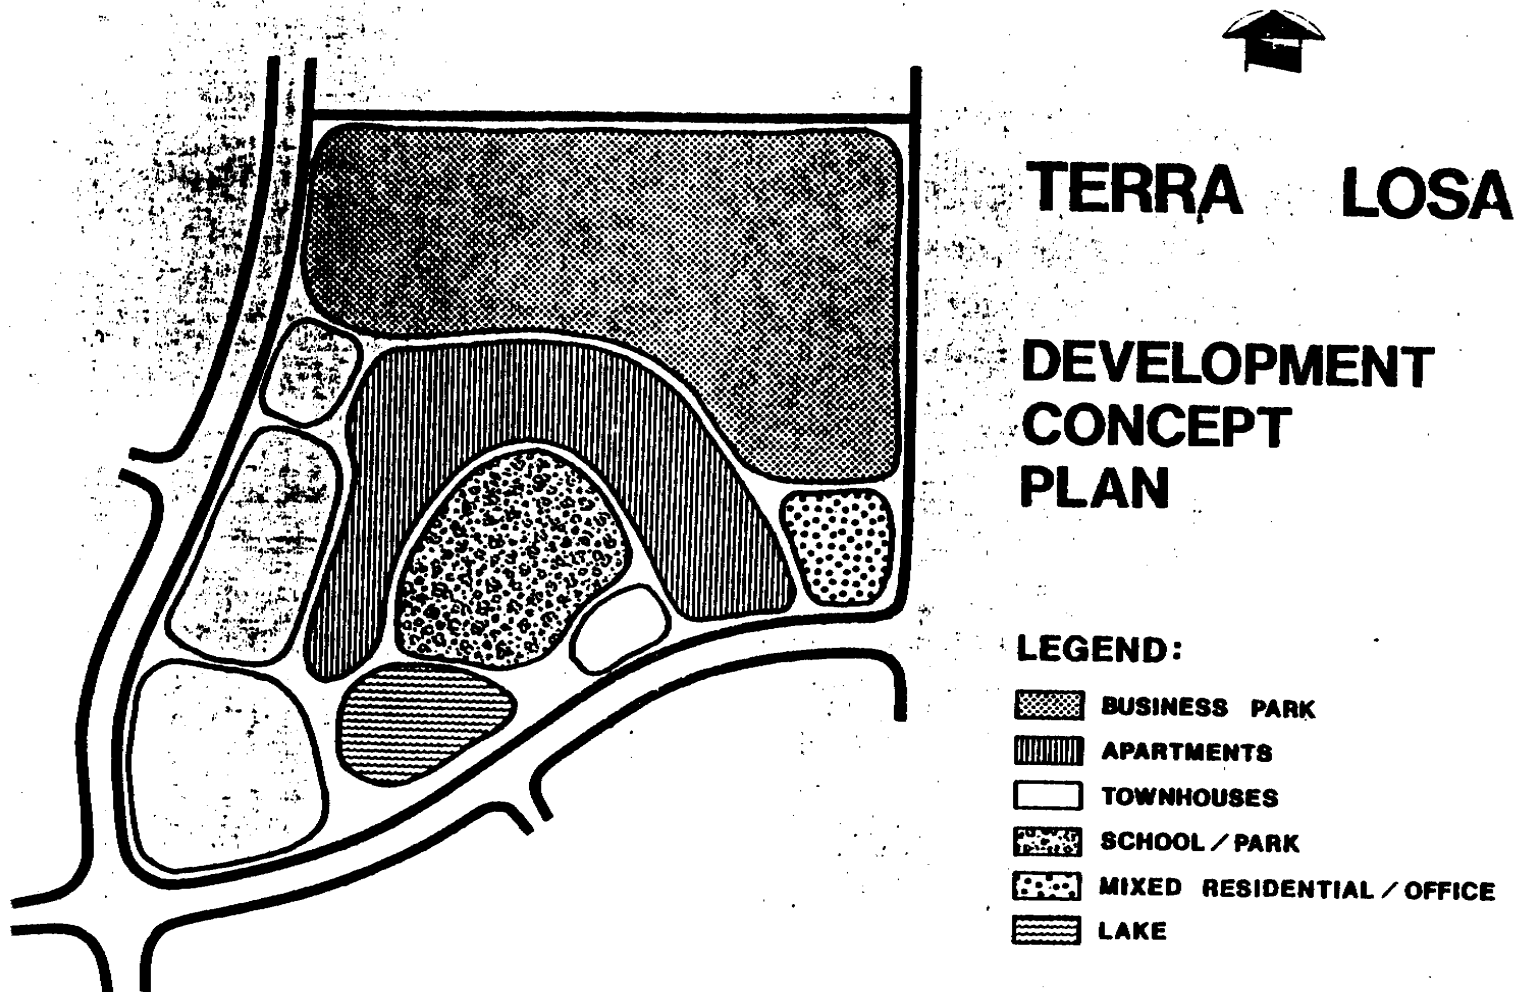 TERRA LOSA
DEVELOPMENT
CONCEPT
PLAN
LEGEND:
BUSINESS PARK
APARTMENTS
TOWNHOUSES
SCHOOL/PARK
MIXED RESIDENTIAL/OFFICE
LAKE